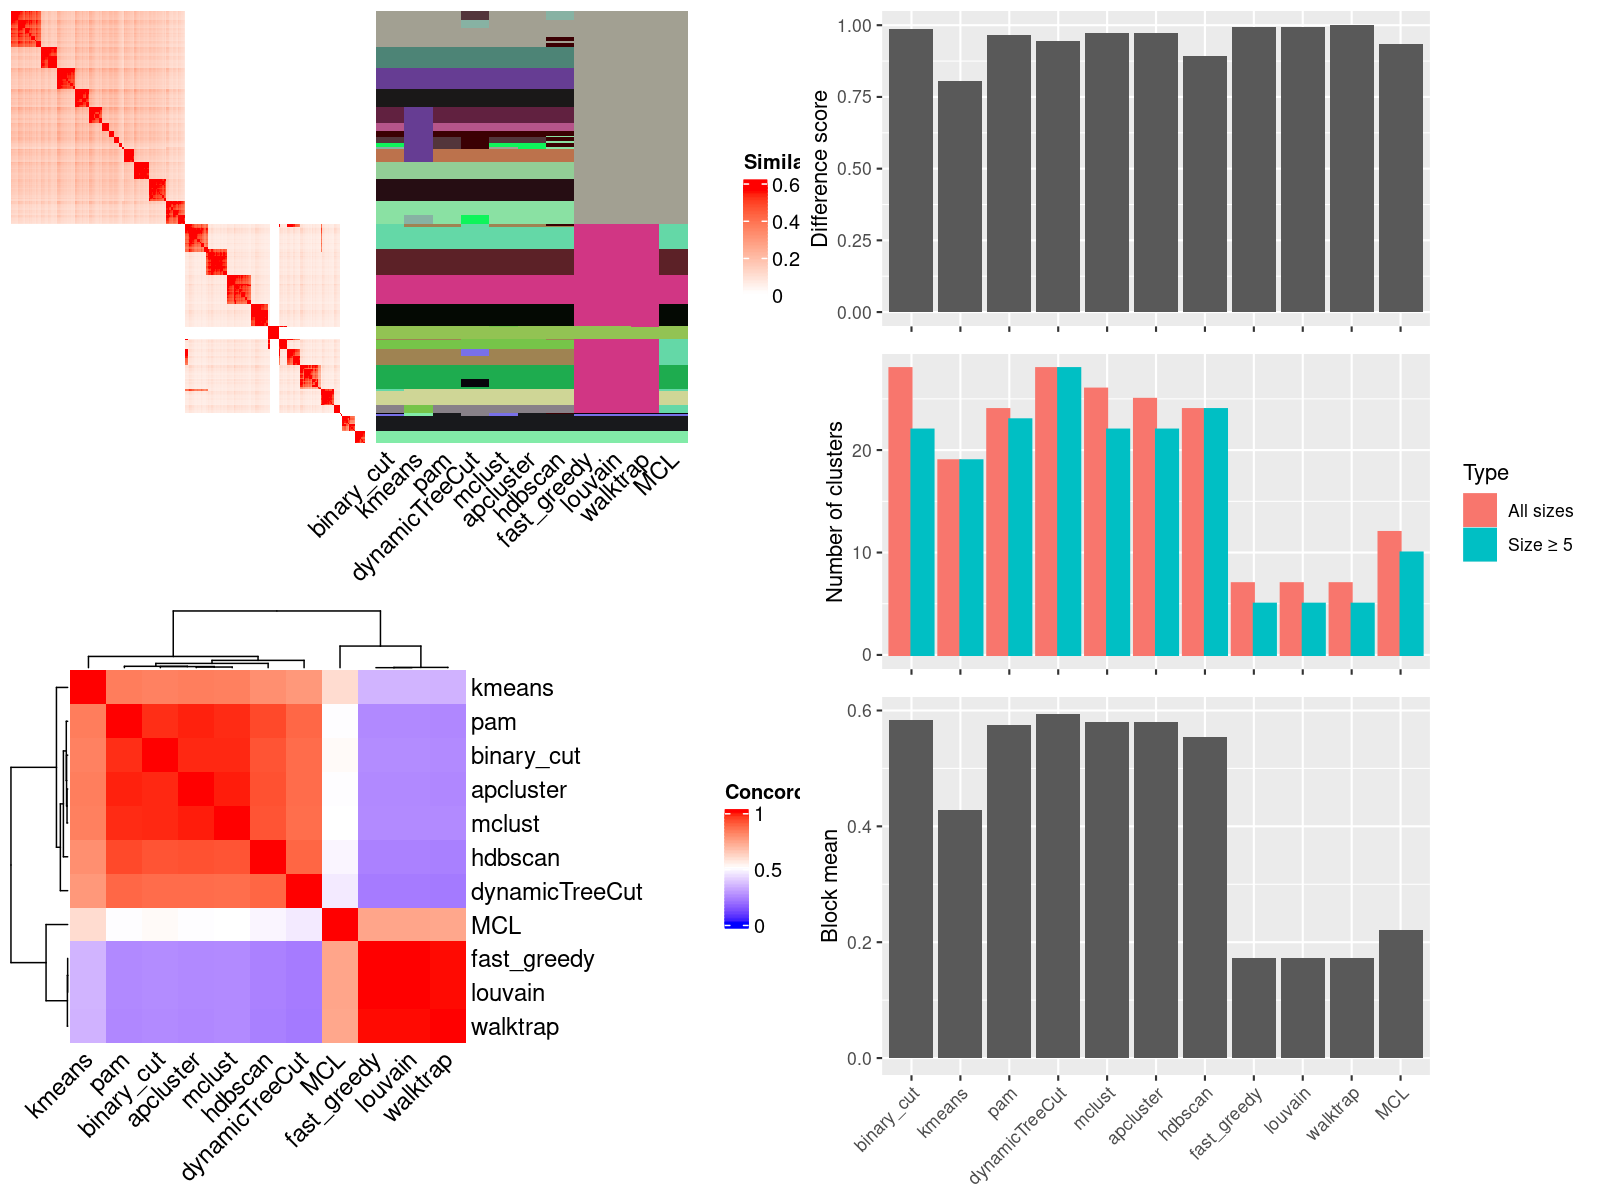 Simila
0.6
0.4
0.2
0
binary_cut
kmeans
pam
dynamicTreeCut
mclust
apcluster
hdbscan
fast_greedy
louvain
walktrap
MCL
kmeans
pam
binary_cut
apcluster
mclust
hdbscan
dynamicTreeCut
MCL
fast_greedy
louvain
walktrap
Concord
1
0.5
0
kmeans
pam
binary_cut
apcluster
mclust
hdbscan
dynamicTreeCut
MCL
fast_greedy
louvain
walktrap
Difference score
1.00
0.75
0.50
0.25
0.00
Number of clusters
20
10
0
Type
All sizes
Size ≥ 5
Block mean
0.6
0.4
0.2
0.0
binary_cut
kmeans
pam
dynamicTreeCut
mclust
apcluster
hdbscan
fast_greedy
louvain
walktrap
MCL